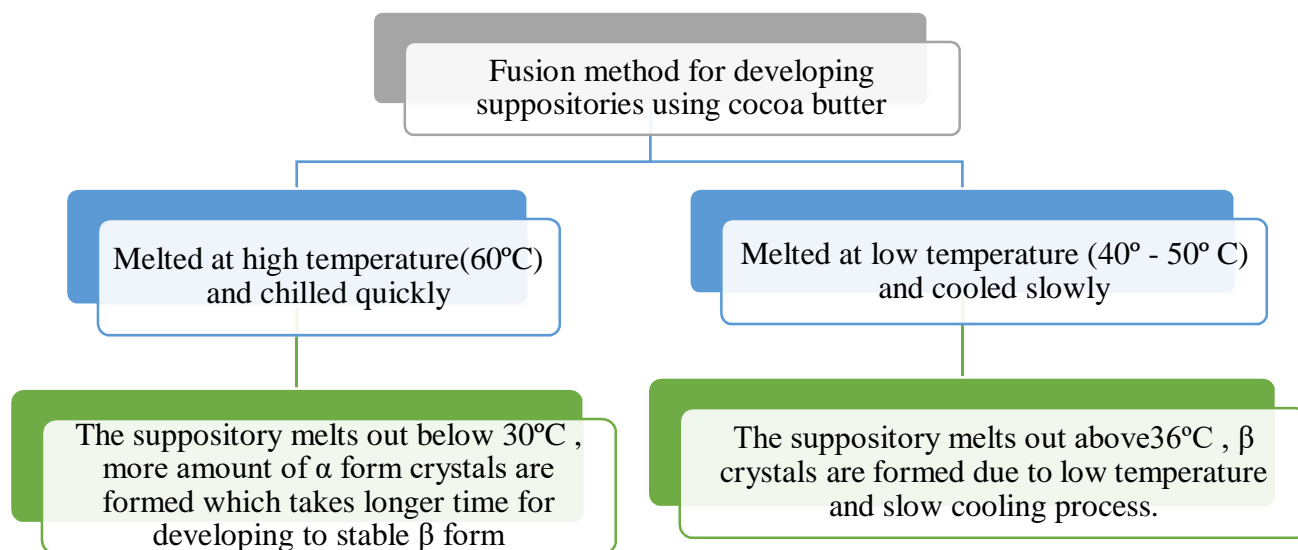 Fusion method for developing
suppositories using cocoa butter
Melted at high temperature(60ºC)
and chilled quickly
Melted at low temperature (40º - 50º C)
and cooled slowly
The suppository melts out below 30ºC ,
more amount of α form crystals are
formed which takes longer time for
developing to stable β form
The suppository melts out above36ºC , β
crystals are formed due to low temperature
and slow cooling process.